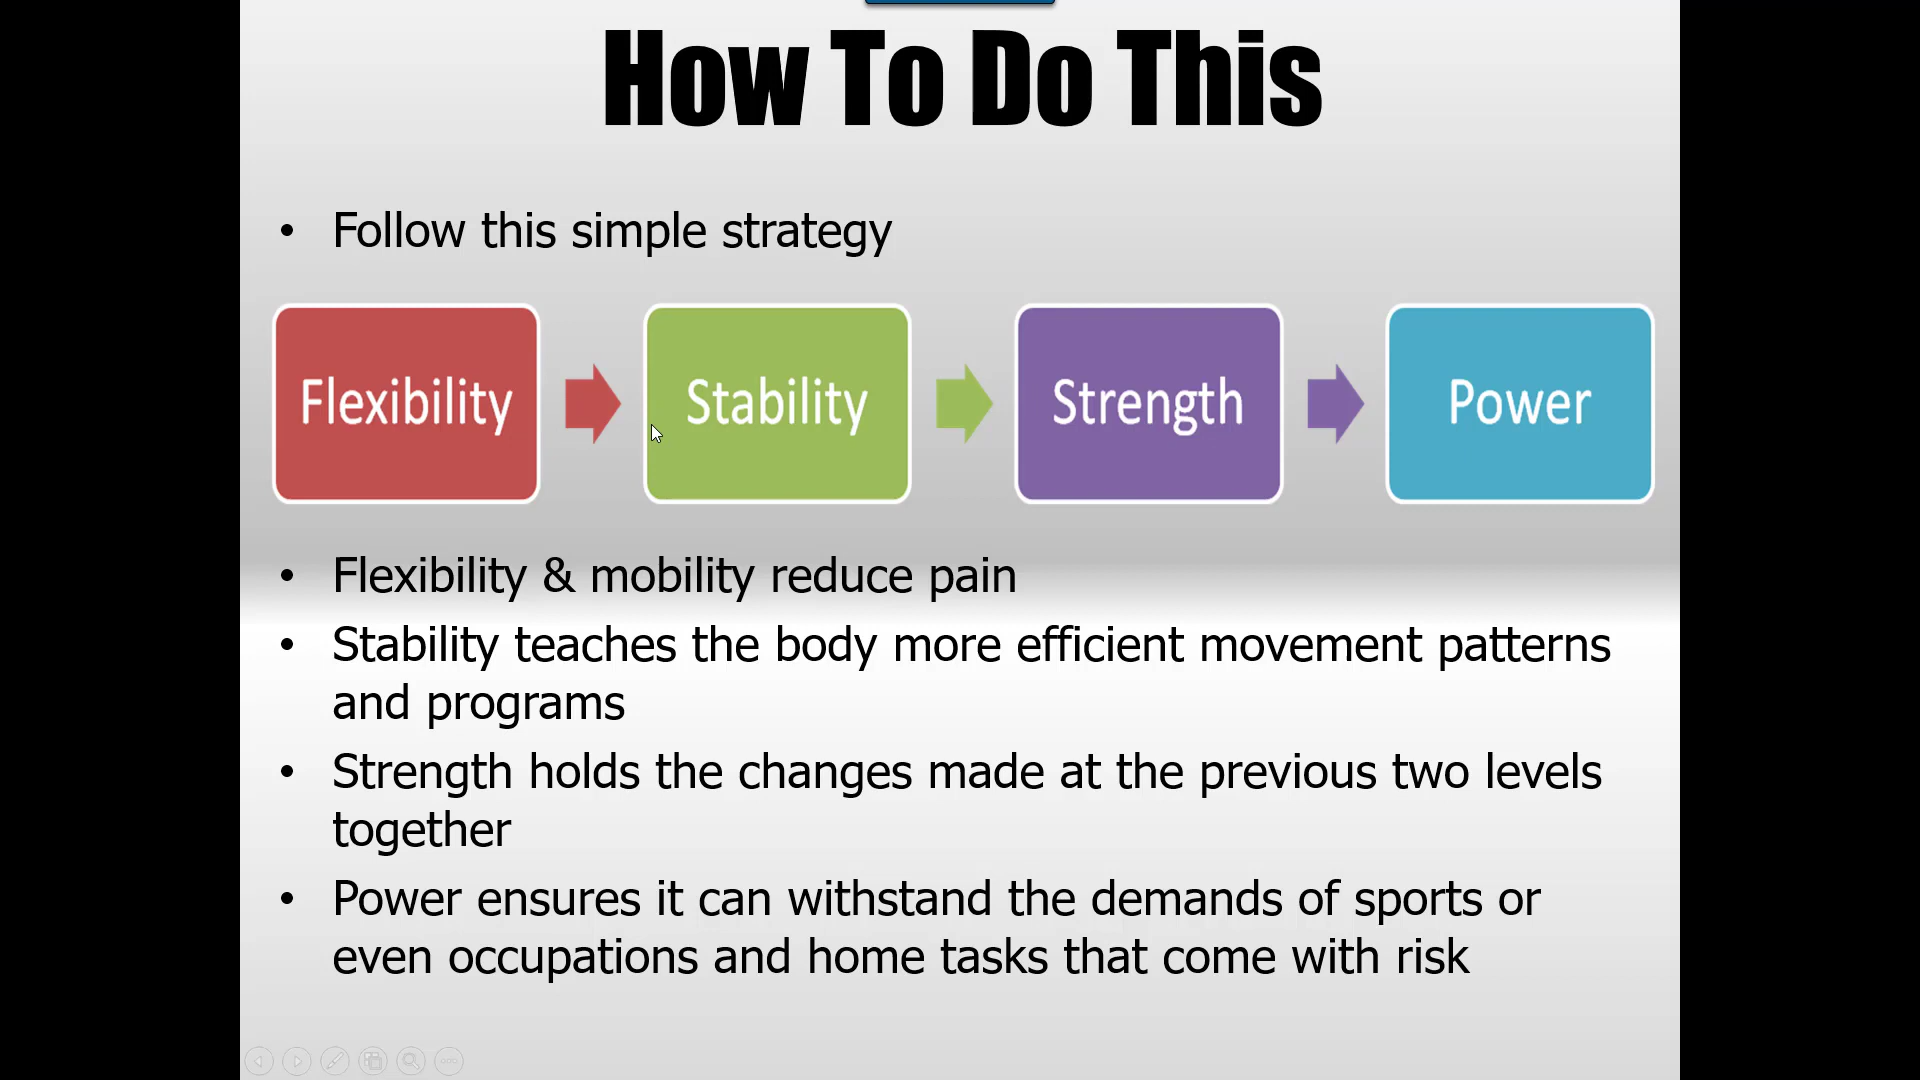 How To Do This
• Follow this simple strategy
Flexibility
Stability
Strength
Power
• Flexibility & mobility reduce pain
• Stability teaches the body more efficient movement patterns
and programs
• Strength holds the changes made at the previous two levels
together
• Power ensures it can withstand the demands of sports or
even occupations and home tasks that come with risk